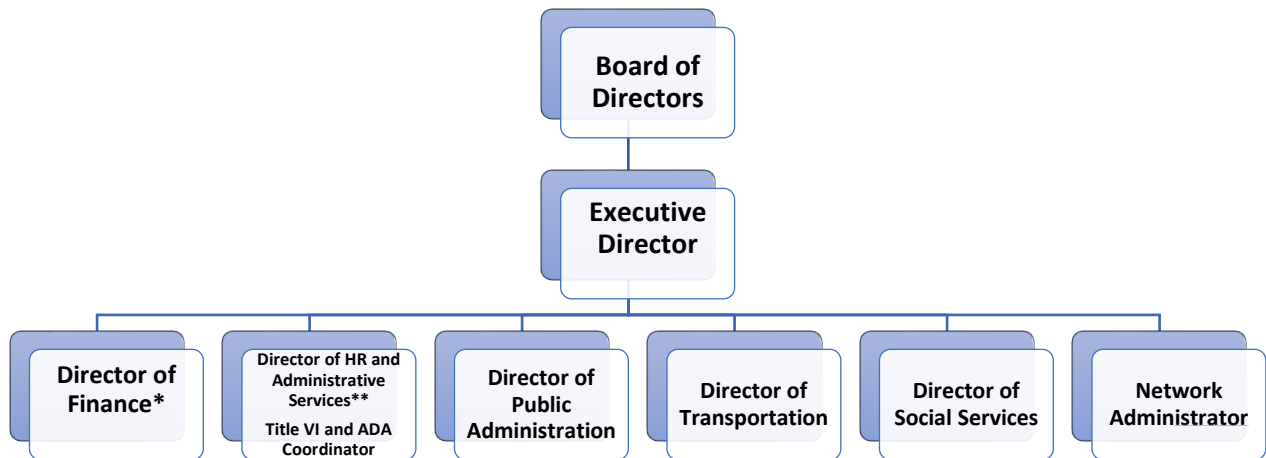 Board of
Directors
Executive
Director
Director of
Finance*
Director of HR and
Administrative
Services**
Title VI and ADA
Coordinator
Director of
Public
Administration
Director of
Transportation
Director of
Social Services
Network
Administrator